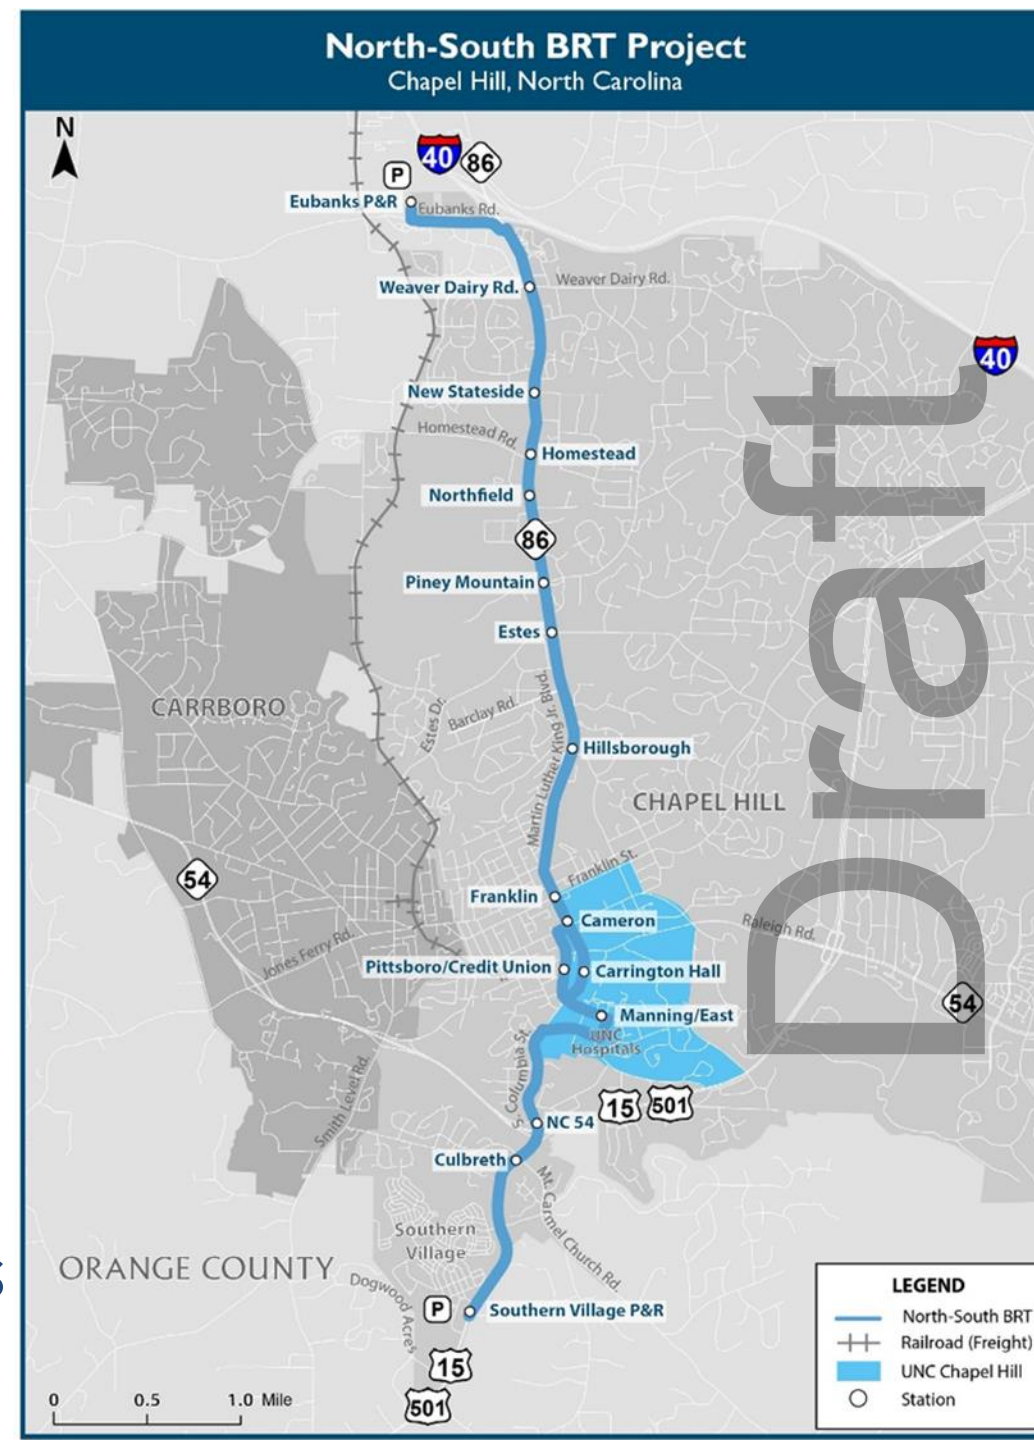 North-South BRT Project
Chapel Hill, North Carolina
N
40
86
P
Eubanks P&R
Eubanks Rd.
Weaver Dairy Rd.
Weaver Dairy Rd.
40
New Stateside
Homestead Rd.
Homestead
Northfield
86
Piney Mountain
Estes
Draft
CARRBORO
Estes Dr.
Barclay Rd.
Martin Luther King Jr. Blvd.
Hillsborough
CHAPEL HILL
54
Franklin St.
Franklin
Cameron
Raleigh Rd.
Jones Ferry Rd.
Pittsboro/Credit Union
Carrington Hall
54
Manning/East
UNC
Hospitals
S. Columbia St.
Smith Level Rd.
15
501
NC 54
Culbreth
Mt. Carmel Church Rd.
Southern
Village
S
ORANGE COUNTY
Dogwood Acres
P
Southern Village P&R
15
501
0 0.5 1.0 Mile
LEGEND
North-South BRT
Railroad (Freight)
UNC Chapel Hill
Station